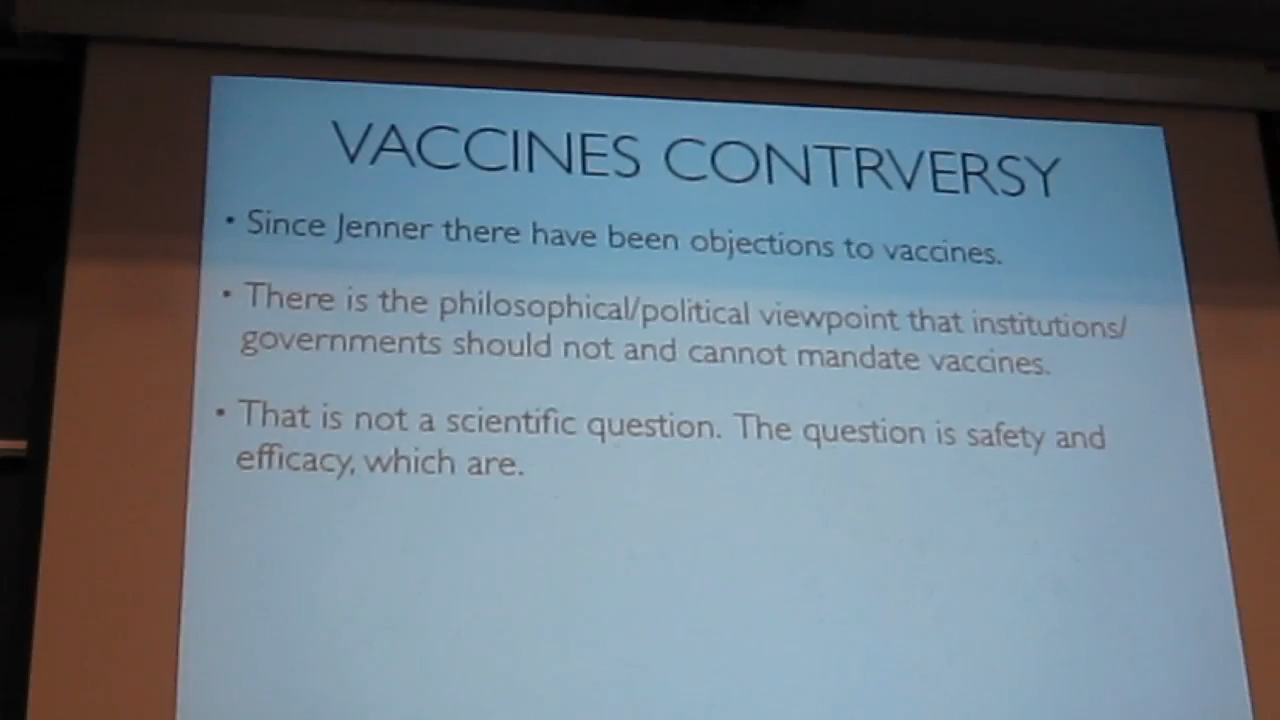 VACCINES CONTRVERSY
• Since Jenner there have been objections to vaccines.
• There is the philosophical/political viewpoint that institutions/
governments should not and cannot mandate vaccines.
• That is not a scientific question. The question is safety and
efficacy, which are.